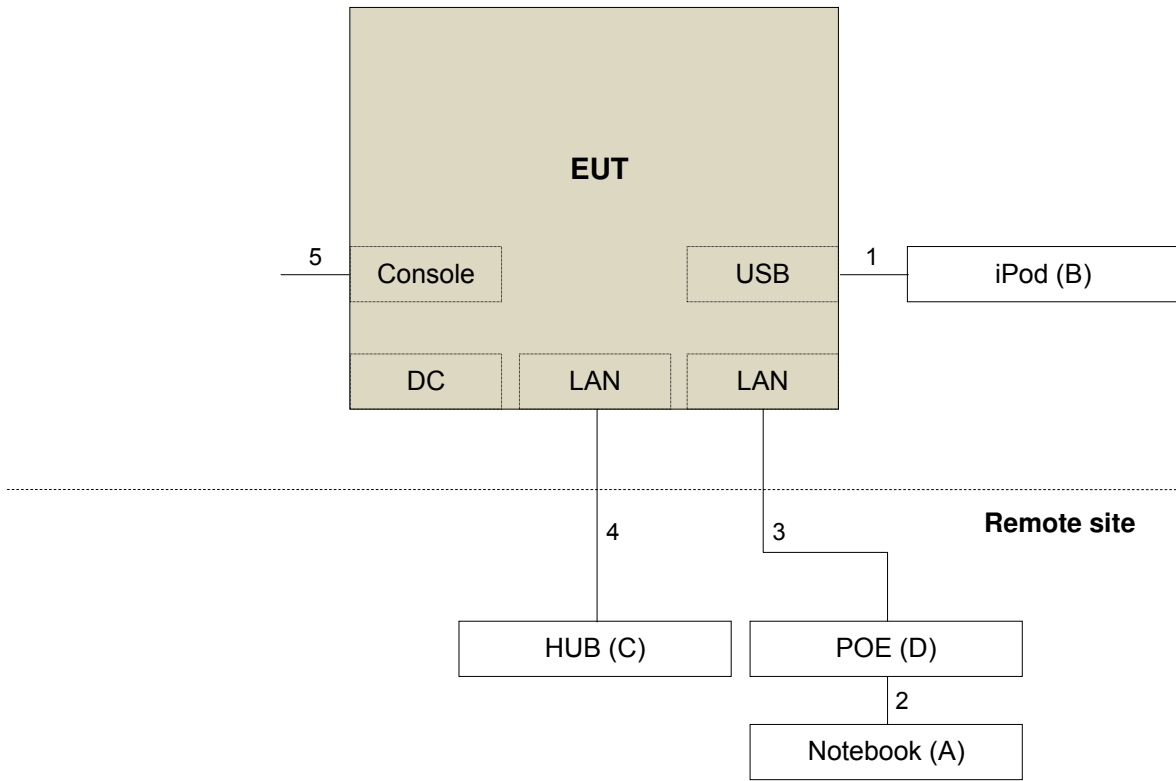 EUT
5
Console
USB
1
iPod (B)
DC
LAN
LAN
Remote site
4
3
HUB (C)
POE (D)
2
Notebook (A)